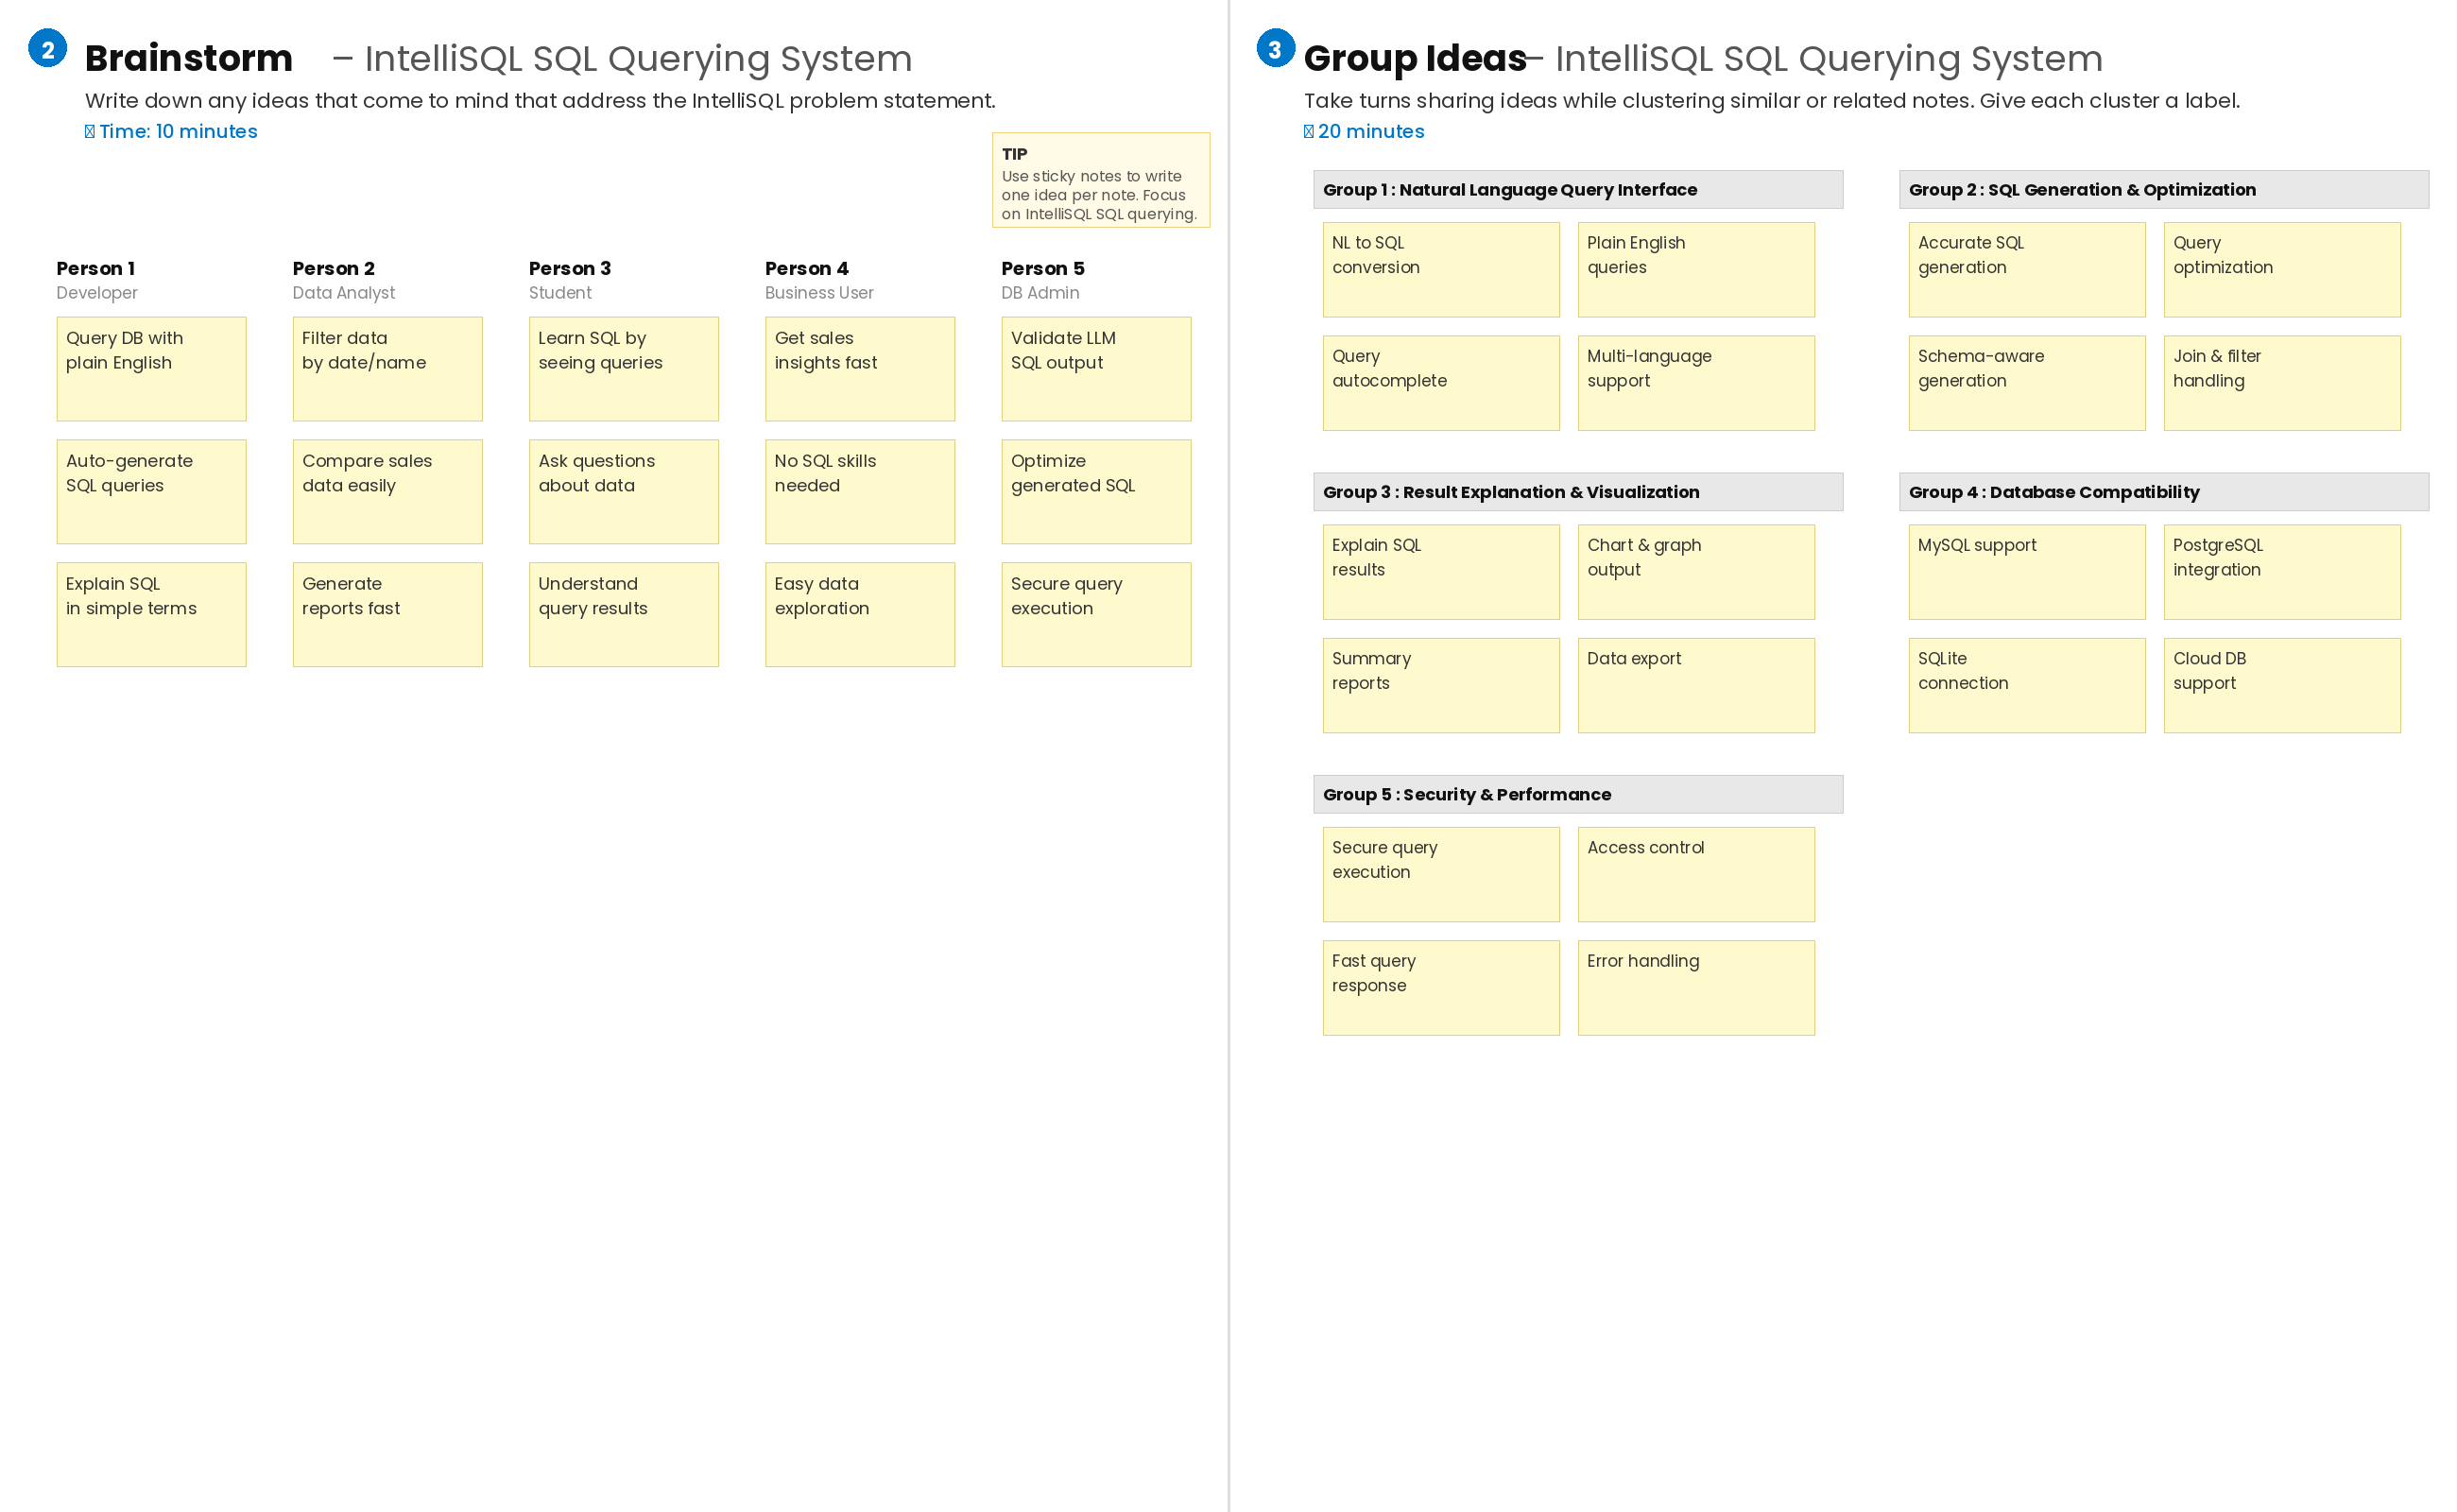 2
Brainstorm – IntelliSQL SQL Querying System
Write down any ideas that come to mind that address the IntelliSQL problem statement.
Time: 10 minutes
TIP
Use sticky notes to write
one idea per note. Focus
on IntelliSQL SQL querying.
Person 1
Developer
Query DB with
plain English
Auto-generate
SQL queries
Explain SQL
in simple terms
Person 2
Data Analyst
Filter data
by date/name
Compare sales
data easily
Generate
reports fast
Person 3
Student
Learn SQL by
seeing queries
Ask questions
about data
Understand
query results
Person 4
Business User
Get sales
insights fast
No SQL skills
needed
Easy data
exploration
Person 5
DB Admin
Validate LLM
SQL output
Optimize
generated SQL
Secure query
execution
3
Group Ideas – IntelliSQL SQL Querying System
Take turns sharing ideas while clustering similar or related notes. Give each cluster a label.
20 minutes
Group 1 : Natural Language Query Interface
NL to SQL
conversion
Plain English
queries
Query
autocomplete
Multi-language
support
Group 2 : SQL Generation & Optimization
Accurate SQL
generation
Query
optimization
Schema-aware
generation
Join & filter
handling
Group 3 : Result Explanation & Visualization
Explain SQL
results
Chart & graph
output
Summary
reports
Data export
Group 4 : Database Compatibility
MySQL support
PostgreSQL
integration
SQLite
connection
Cloud DB
support
Group 5 : Security & Performance
Secure query
execution
Access control
Fast query
response
Error handling